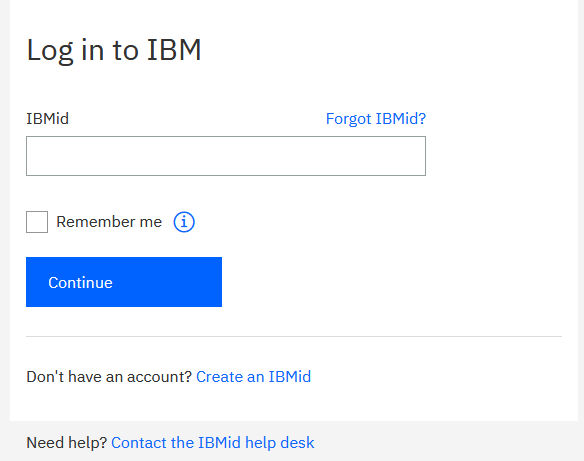 Log in to IBM
IBMid Forgot IBMid?
Remember me
Continue
Don't have an account? Create an IBMid
Need help? Contact the IBMid help desk